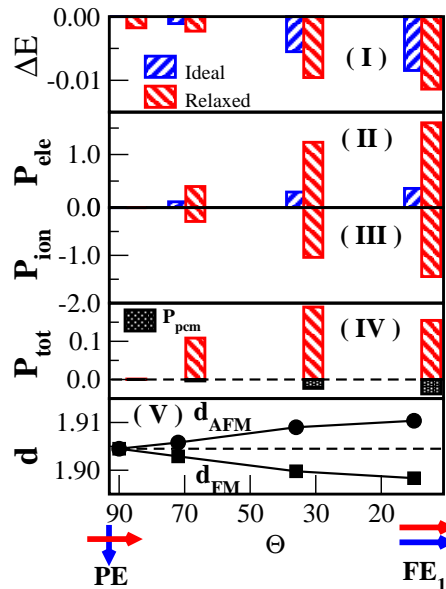 0.00
ΔE
-0.01
Ideal
Relaxed
( I )
P_ele
1.0
0.0
( II )
P_ion
-1.0
-2.0
( III )
P_tot
0.1
0.0
P_pcm
( IV )
d
1.91
1.90
( V )
d_AFM
d_FM
90 70 50 30 20
Θ
PE
FE_1